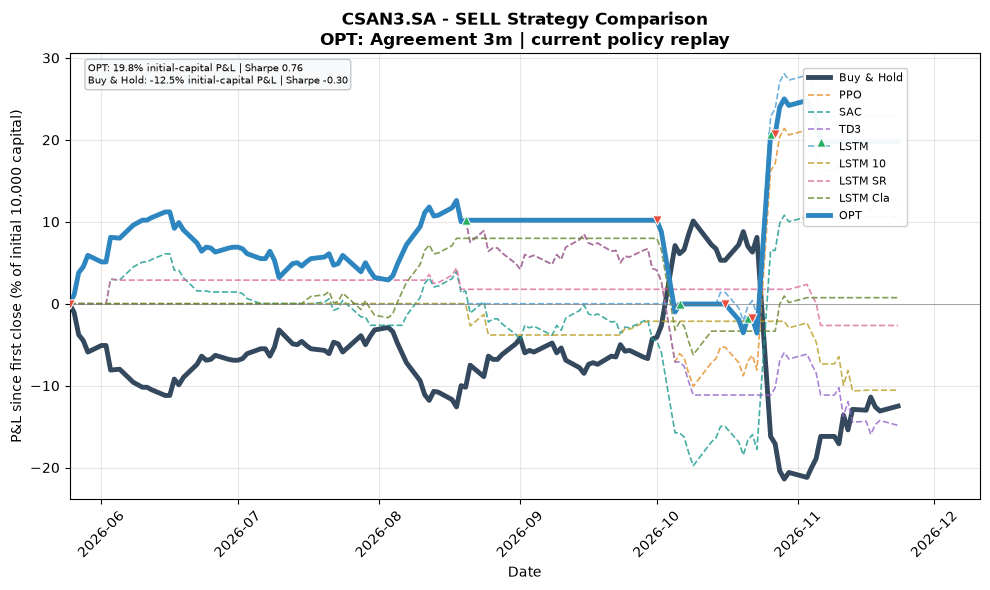 CSAN3.SA - SELL Strategy Comparison
OPT: Agreement 3m | current policy replay
OPT: 19.8% initial-capital P&L | Sharpe 0.76
Buy & Hold: -12.5% initial-capital P&L | Sharpe -0.30
Buy & Hold
PPO
SAC
TD3
LSTM
LSTM 10
LSTM SR
LSTM Cla
OPT
P&L since first close (% of initial 10,000 capital)
30
20
10
0
−10
−20
2026-06
2026-07
2026-08
2026-09
2026-10
2026-11
2026-12
Date